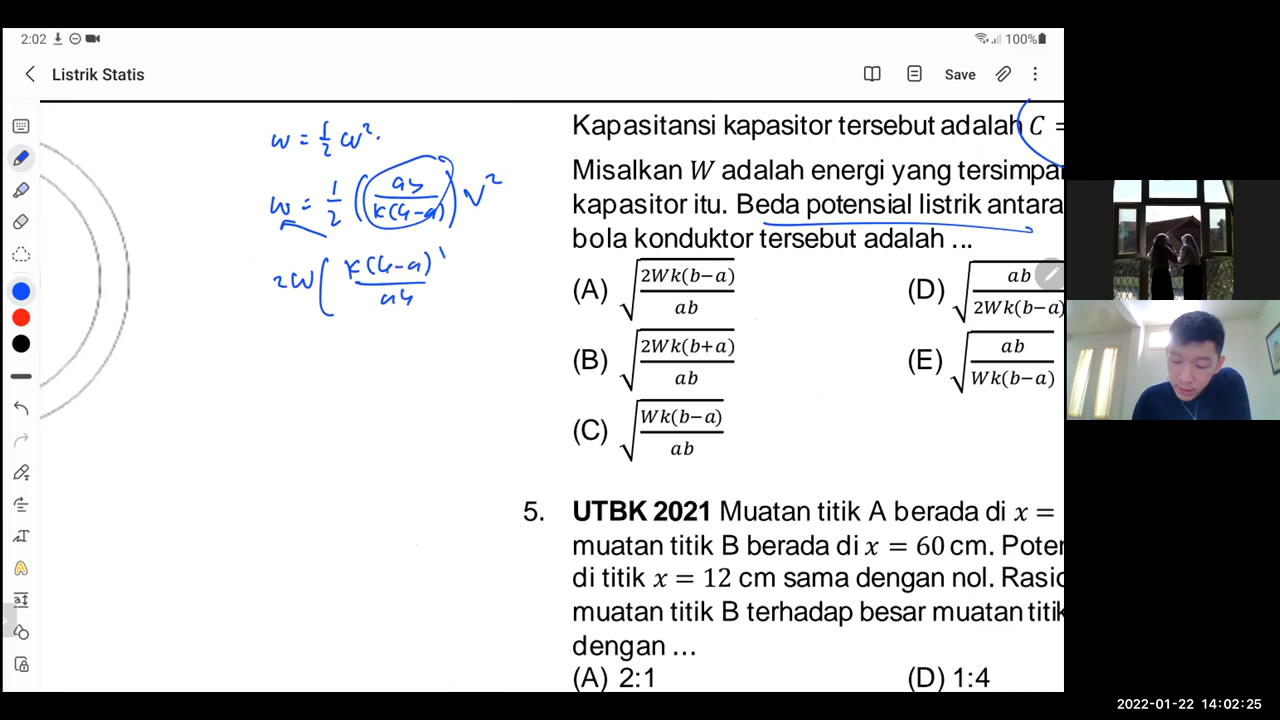 2:02 100%
Listrik Statis Save
W = 1/2 CV².
W = 1/2 ((ab / k(b-a)) V²
2W ( k(b-a) / ab
Kapasitansi kapasitor tersebut adalah C =
Misalkan W adalah energi yang tersimpa
kapasitor itu. Beda potensial listrik antara
bola konduktor tersebut adalah ...
(A) √(2Wk(b−a) / ab) (D) √(ab / 2Wk(b−a)
(B) √(2Wk(b+a) / ab) (E) √(ab / Wk(b−a))
(C) √(Wk(b−a) / ab)
5. UTBK 2021 Muatan titik A berada di x =
muatan titik B berada di x = 60 cm. Poten
di titik x = 12 cm sama dengan nol. Rasio
muatan titik B terhadap besar muatan titik
dengan ...
(A) 2:1 (D) 1:4
2022-01-22 14:02:25